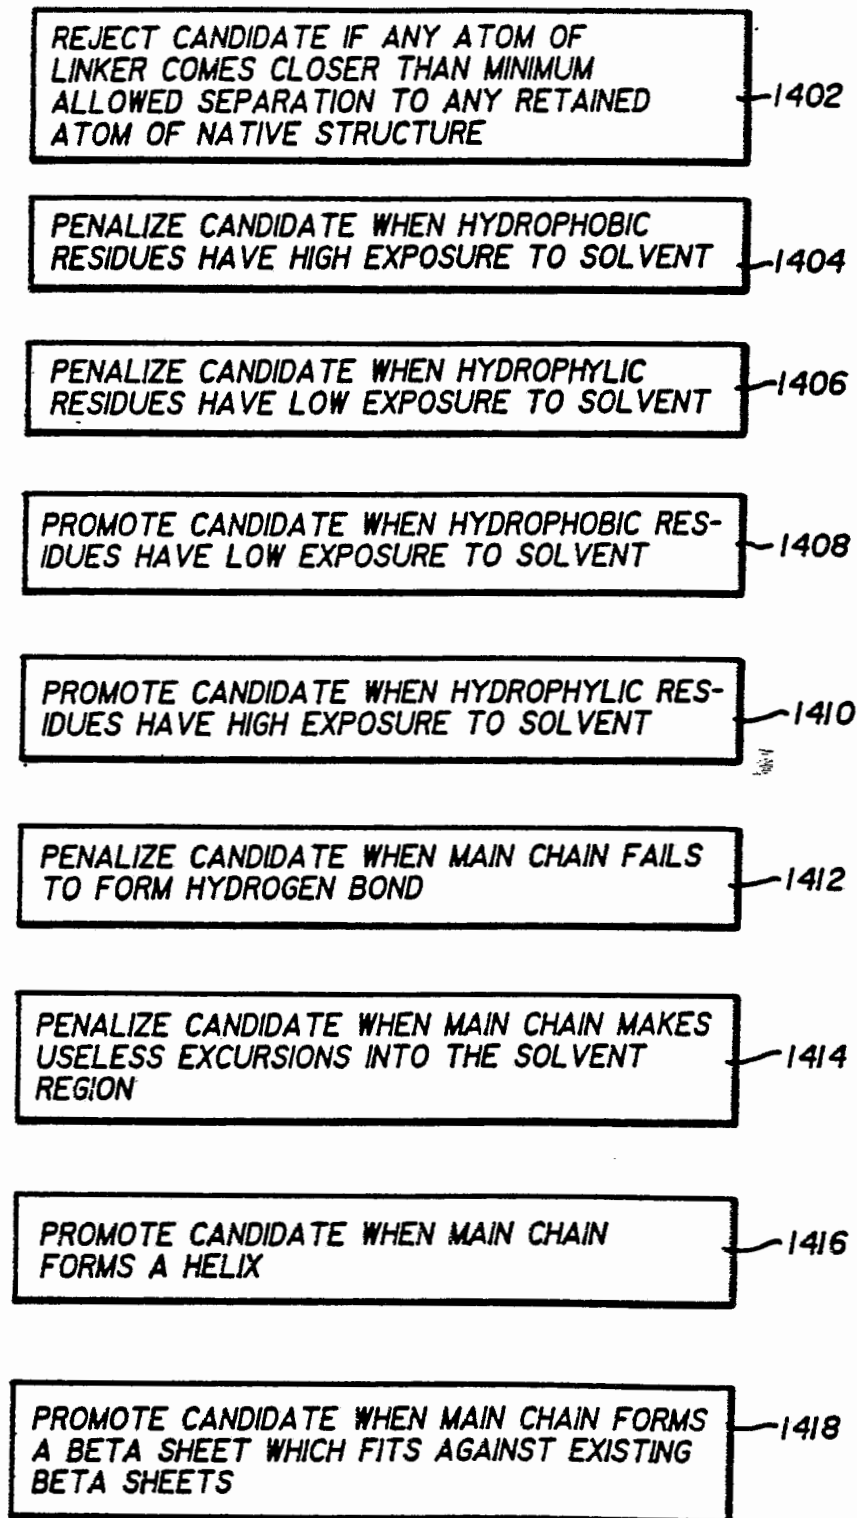 REJECT CANDIDATE IF ANY ATOM OF
LINKER COMES CLOSER THAN MINIMUM
ALLOWED SEPARATION TO ANY RETAINED
ATOM OF NATIVE STRUCTURE
1402
PENALIZE CANDIDATE WHEN HYDROPHOBIC
RESIDUES HAVE HIGH EXPOSURE TO SOLVENT
1404
PENALIZE CANDIDATE WHEN HYDROPHYLIC
RESIDUES HAVE LOW EXPOSURE TO SOLVENT
1406
PROMOTE CANDIDATE WHEN HYDROPHOBIC RES-
IDUES HAVE LOW EXPOSURE TO SOLVENT
1408
PROMOTE CANDIDATE WHEN HYDROPHYLIC RES-
IDUES HAVE HIGH EXPOSURE TO SOLVENT
1410
PENALIZE CANDIDATE WHEN MAIN CHAIN FAILS
TO FORM HYDROGEN BOND
1412
PENALIZE CANDIDATE WHEN MAIN CHAIN MAKES
USELESS EXCURSIONS INTO THE SOLVENT
REGION
1414
PROMOTE CANDIDATE WHEN MAIN CHAIN
FORMS A HELIX
1416
PROMOTE CANDIDATE WHEN MAIN CHAIN FORMS
A BETA SHEET WHICH FITS AGAINST EXISTING
BETA SHEETS
1418